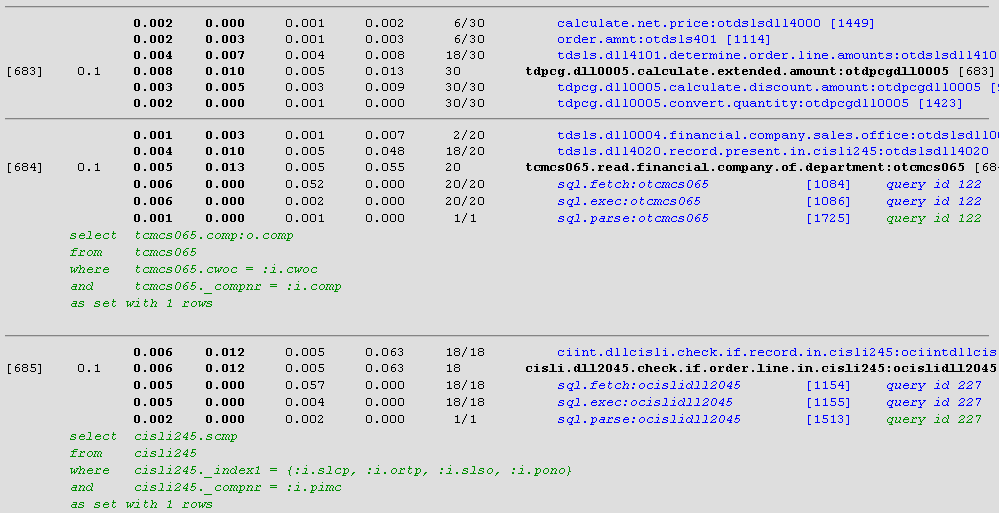 0.002 0.000 0.001 0.002 6/30 calculate.net.price:otdslsdll4000 [1449]
0.002 0.003 0.001 0.003 6/30 order.amnt:otdsls401 [1114]
0.004 0.007 0.004 0.008 18/30 tdsls.dll4101.determine.order.line.amounts:otdslsdll410
[683] 0.1 0.008 0.010 0.005 0.013 30 tdpcg.dll0005.calculate.extended.amount:otdpcgdll0005 [683]
0.003 0.005 0.003 0.009 30/30 tdpcg.dll0005.calculate.discount.amount:otdpcgdll0005 [
0.002 0.000 0.001 0.000 30/30 tdpcg.dll0005.convert.quantity:otdpcgdll0005 [1423]
0.001 0.003 0.001 0.007 2/20 tdsls.dll0004.financial.company.sales.office:otdslsdll00
0.004 0.010 0.005 0.048 18/20 tdsls.dll4020.record.present.in.cisli245:otdslsdll4020
[684] 0.1 0.005 0.013 0.005 0.055 20 tcmcs065.read.financial.company.of.department:otcmcs065 [68
0.006 0.000 0.052 0.000 20/20 sql.fetch:otcmcs065 [1084] query id 122
0.006 0.000 0.002 0.000 20/20 sql.exec:otcmcs065 [1086] query id 122
0.001 0.000 0.001 0.000 1/1 sql.parse:otcmcs065 [1725] query id 122
select tcmcs065.comp:o.comp
from tcmcs065
where tcmcs065.cwoc = :i.cwoc
and tcmcs065._compnr = :i.comp
as set with 1 rows
0.006 0.012 0.005 0.063 18/18 ciint.dllcisli.check.if.record.in.cisli245:ociintdllcis
[685] 0.1 0.006 0.012 0.005 0.063 18 cisli.dll2045.check.if.order.line.in.cisli245:ocislidll2045
0.005 0.000 0.057 0.000 18/18 sql.fetch:ocislidll2045 [1154] query id 227
0.005 0.000 0.004 0.000 18/18 sql.exec:ocislidll2045 [1155] query id 227
0.002 0.000 0.002 0.000 1/1 sql.parse:ocislidll2045 [1513] query id 227
select cisli245.scmp
from cisli245
where cisli245._index1 = {:i.slcp, :i.ortp, :i.slso, :i.pono}
and cisli245._compnr = :i.pimc
as set with 1 rows